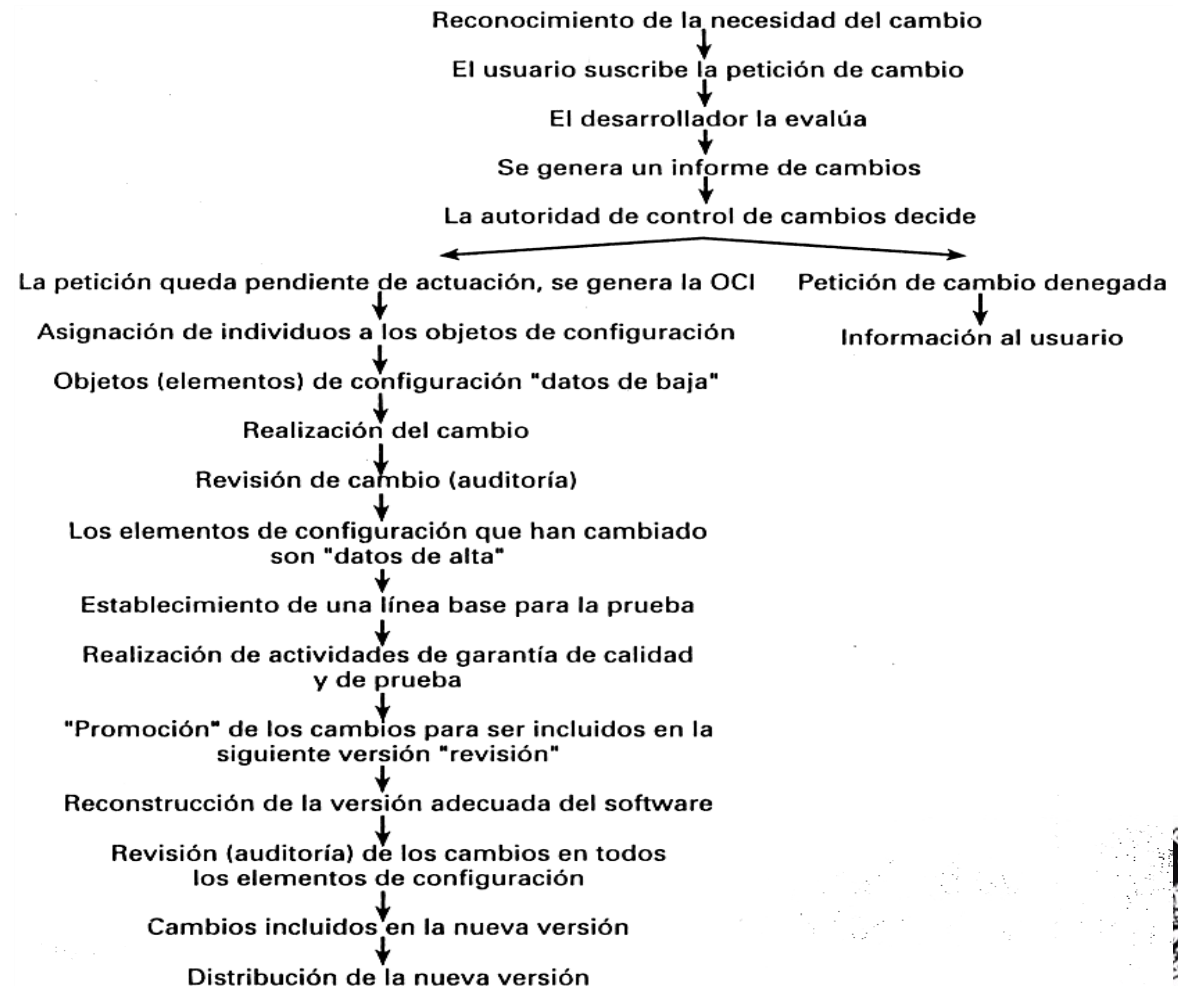 Reconocimiento de la necesidad del cambio
El usuario suscribe la petición de cambio
El desarrollador la evalúa
Se genera un informe de cambios
La autoridad de control de cambios decide
La petición queda pendiente de actuación, se genera la OCI
Petición de cambio denegada
Asignación de individuos a los objetos de configuración
Información al usuario
Objetos (elementos) de configuración "datos de baja"
Realización del cambio
Revisión de cambio (auditoría)
Los elementos de configuración que han cambiado
son "datos de alta"
Establecimiento de una línea base para la prueba
Realización de actividades de garantía de calidad
y de prueba
"Promoción" de los cambios para ser incluidos en la
siguiente versión "revisión"
Reconstrucción de la versión adecuada del software
Revisión (auditoría) de los cambios en todos
los elementos de configuración
Cambios incluidos en la nueva versión
Distribución de la nueva versión